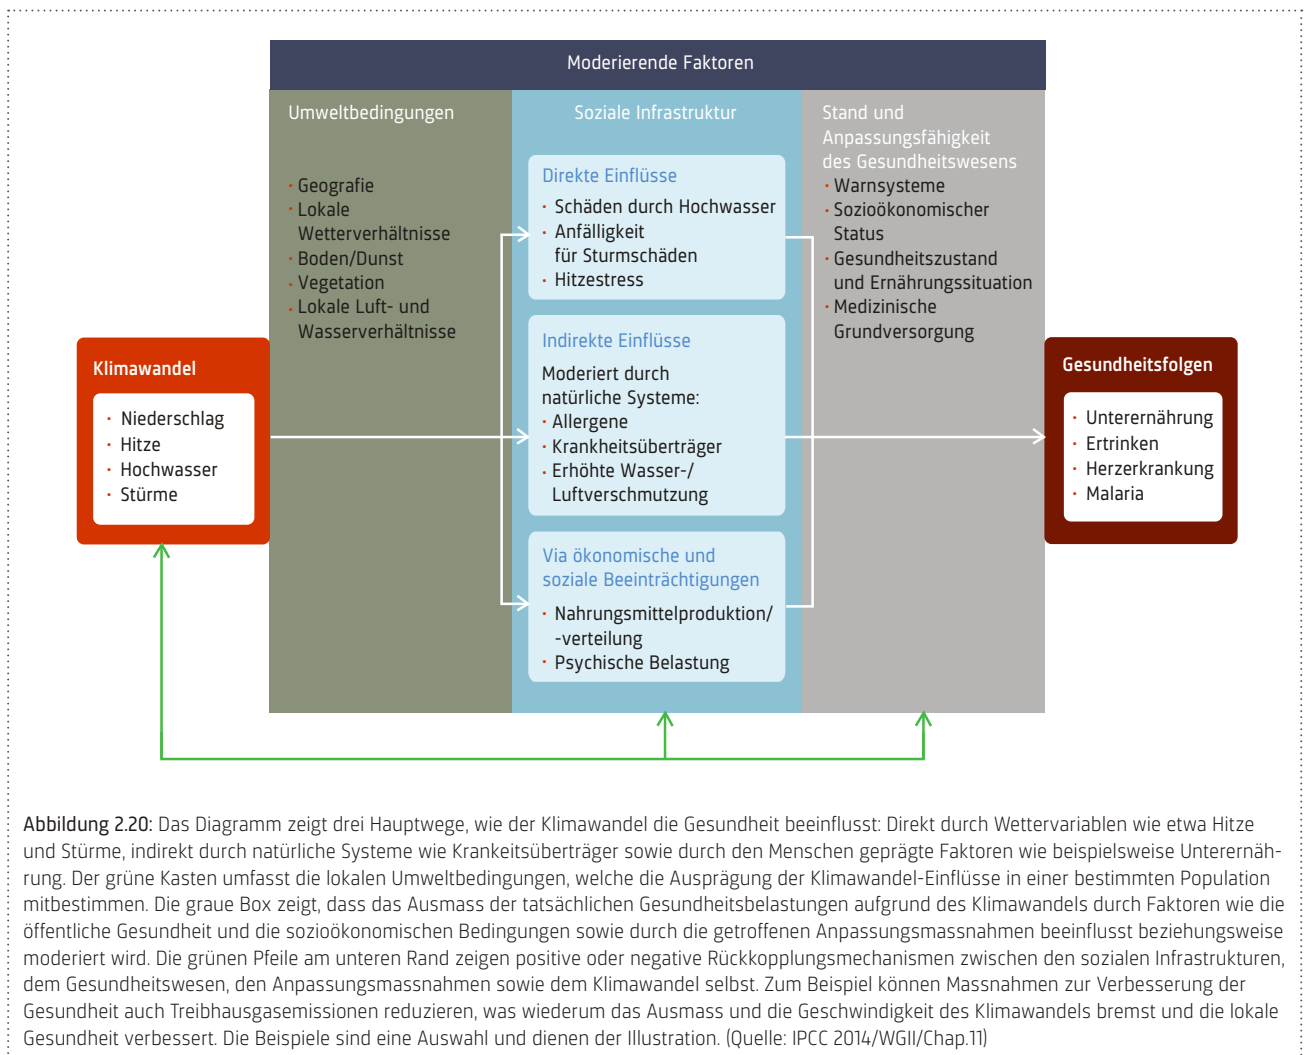 Moderierende Faktoren
Umweltbedingungen
· Geografie
· Lokale
Wetterverhältnisse
· Boden/Dunst
· Vegetation
· Lokale Luft- und
Wasserverhältnisse
Soziale Infrastruktur
Direkte Einflüsse
· Schäden durch Hochwasser
· Anfälligkeit
für Sturmschäden
· Hitzestress
Indirekte Einflüsse
Moderiert durch
natürliche Systeme:
· Allergene
· Krankheitsüberträger
· Erhöhte Wasser-/
Luftverschmutzung
Via ökonomische und
soziale Beeinträchtigungen
· Nahrungsmittelproduktion/
-verteilung
· Psychische Belastung
Stand und
Anpassungsfähigkeit
des Gesundheitswesens
· Warnsysteme
· Sozioökonomischer
Status
· Gesundheitszustand
und Ernährungssituation
· Medizinische
Grundversorgung
Klimawandel
· Niederschlag
· Hitze
· Hochwasser
· Stürme
Gesundheitsfolgen
· Unterernährung
· Ertrinken
· Herzerkrankung
· Malaria
Abbildung 2.20: Das Diagramm zeigt drei Hauptwege, wie der Klimawandel die Gesundheit beeinflusst: Direkt durch Wettervariablen wie etwa Hitze
und Stürme, indirekt durch natürliche Systeme wie Krankeitsüberträger sowie durch den Menschen geprägte Faktoren wie beispielsweise Unterernäh-
rung. Der grüne Kasten umfasst die lokalen Umweltbedingungen, welche die Ausprägung der Klimawandel-Einflüsse in einer bestimmten Population
mitbestimmen. Die graue Box zeigt, dass das Ausmass der tatsächlichen Gesundheitsbelastungen aufgrund des Klimawandels durch Faktoren wie die
öffentliche Gesundheit und die sozioökonomischen Bedingungen sowie durch die getroffenen Anpassungsmassnahmen beeinflusst beziehungsweise
moderiert wird. Die grünen Pfeile am unteren Rand zeigen positive oder negative Rückkopplungsmechanismen zwischen den sozialen Infrastrukturen,
dem Gesundheitswesen, den Anpassungsmassnahmen sowie dem Klimawandel selbst. Zum Beispiel können Massnahmen zur Verbesserung der
Gesundheit auch Treibhausgasemissionen reduzieren, was wiederum das Ausmass und die Geschwindigkeit des Klimawandels bremst und die lokale
Gesundheit verbessert. Die Beispiele sind eine Auswahl und dienen der Illustration. (Quelle: IPCC 2014/WGII/Chap.11)